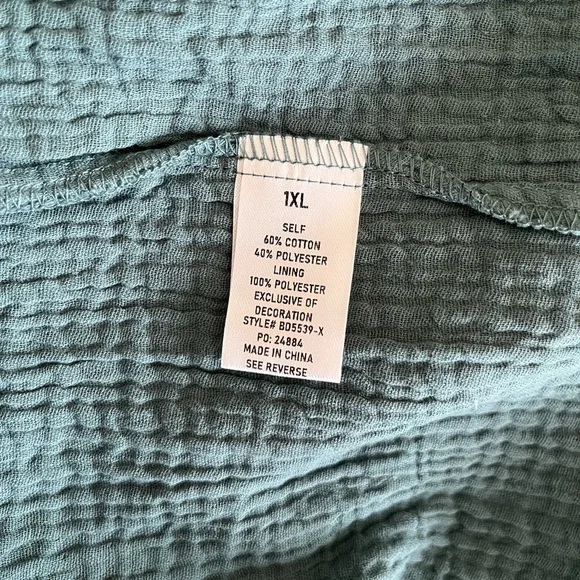 1XL
SELF
60% COTTON
40% POLYESTER
LINING
100% POLYESTER
EXCLUSIVE OF
DECORATION
STYLE# BD5539-X
PO: 24884
MADE IN CHINA
SEE REVERSE